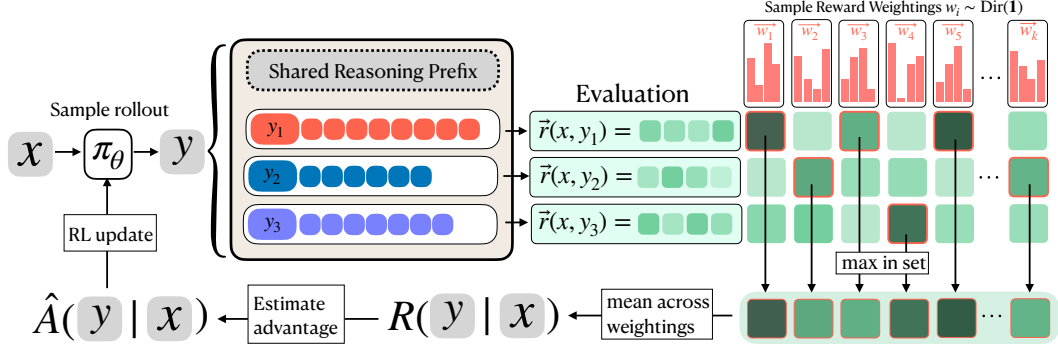 Sample Reward Weightings w_i ~ Dir(1)
w_1 w_2 w_3 w_4 w_5 ... w_k
Shared Reasoning Prefix
Evaluation
Sample rollout
y_1
r(x, y_1) =
x
π_θ
y
y_2
r(x, y_2) =
...
y_3
r(x, y_3) =
RL update
max in set
Â( y | x )
Estimate
advantage
R( y | x )
mean across
weightings
...